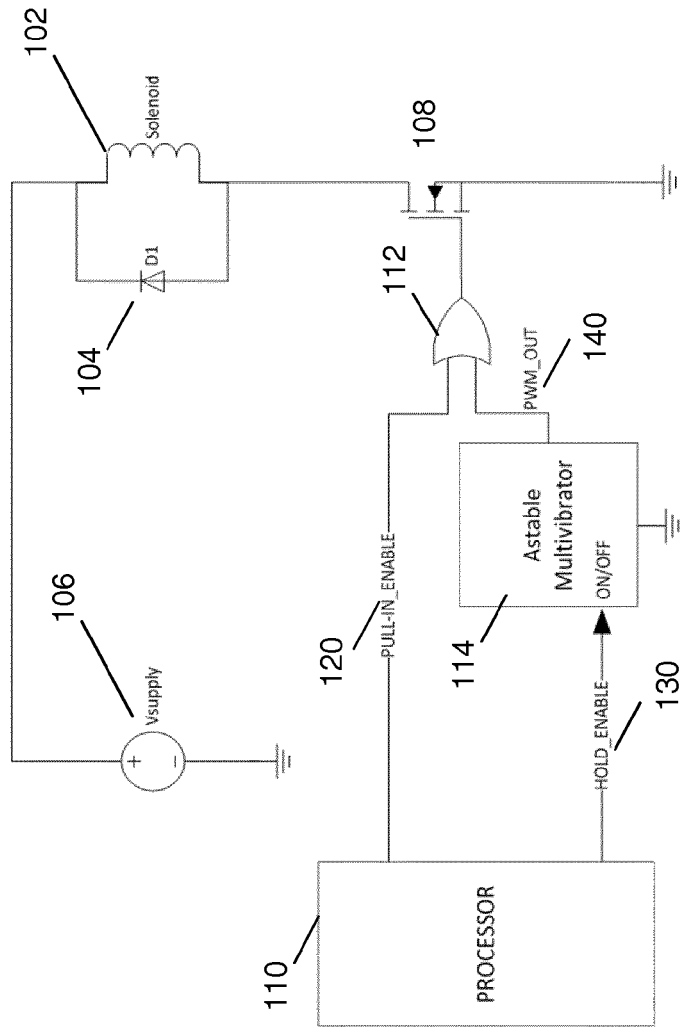 102
Solenoid
104
D1
106
Vsupply
+
−
108
112
PULL-IN_ENABLE
120
PWM_OUT
140
Astable
Multivibrator
ON/OFF
114
HOLD_ENABLE
130
110
PROCESSOR